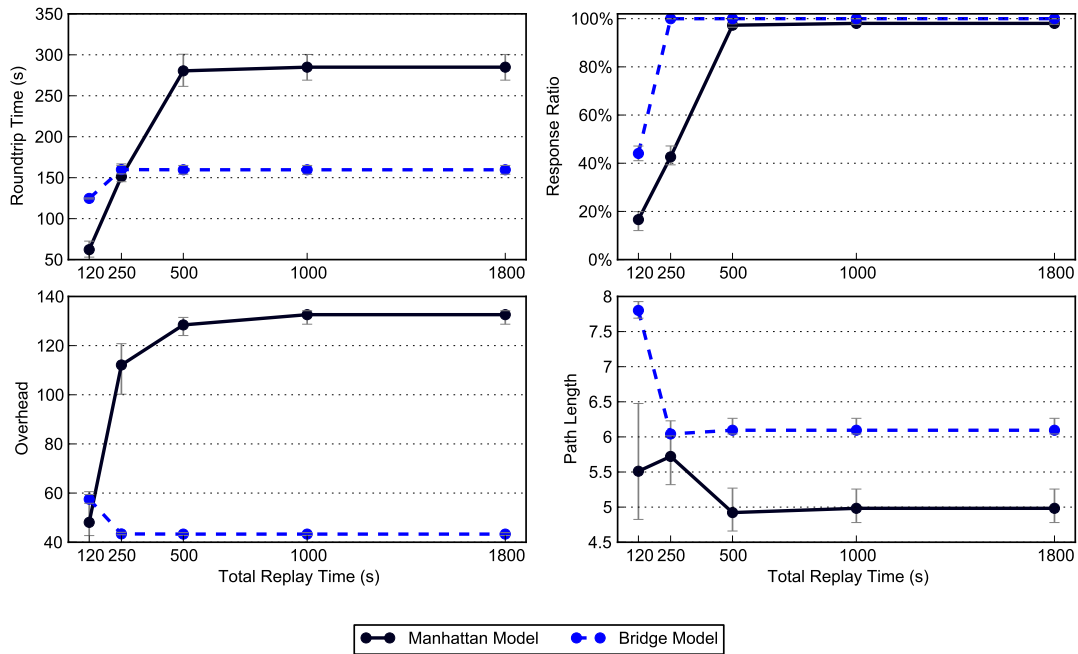 Roundtrip Time (s)
350
300
250
200
150
100
50
120 250 500 1000 1800
Response Ratio
100%
80%
60%
40%
20%
0%
120 250 500 1000 1800
Overhead
140
120
100
80
60
40
120 250 500 1000 1800
Total Replay Time (s)
Path Length
8
7.5
7
6.5
6
5.5
5
4.5
120 250 500 1000 1800
Total Replay Time (s)
Manhattan Model Bridge Model